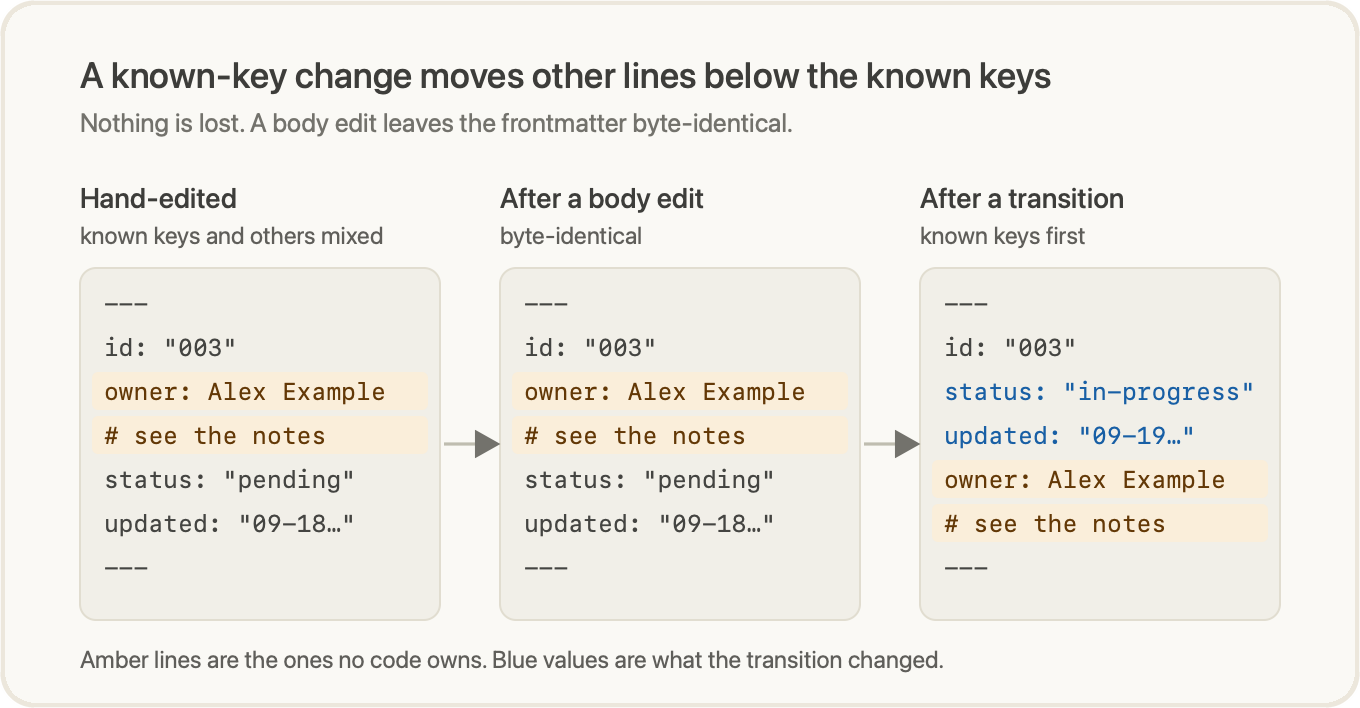 A known-key change moves other lines below the known keys
Nothing is lost. A body edit leaves the frontmatter byte-identical.
Hand-edited
known keys and others mixed
---
id: "003"
owner: Alex Example
# see the notes
status: "pending"
updated: "09-18…"
---
After a body edit
byte-identical
---
id: "003"
owner: Alex Example
# see the notes
status: "pending"
updated: "09-18…"
---
After a transition
known keys first
---
id: "003"
status: "in-progress"
updated: "09-19…"
owner: Alex Example
# see the notes
---
Amber lines are the ones no code owns. Blue values are what the transition changed.